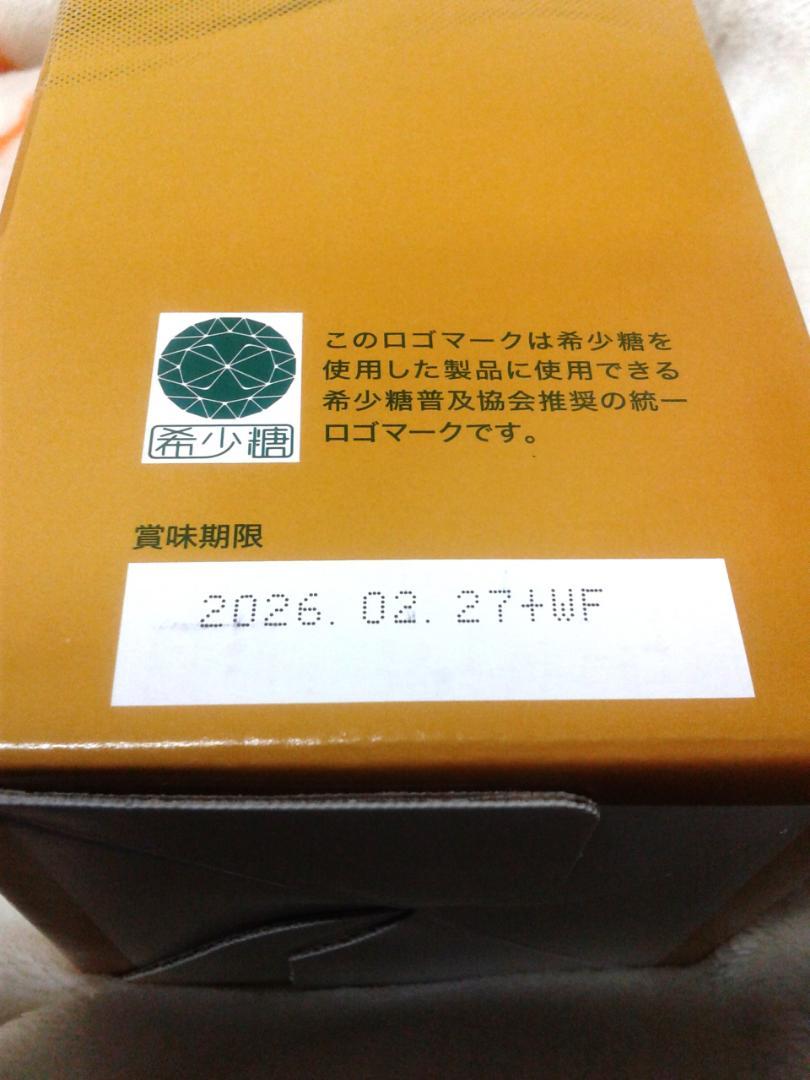 このロゴマークは希少糖を
使用した製品に使用できる
希少糖普及協会推奨の統一
ロゴマークです。
希少糖
賞味期限
2026.02.27+WF